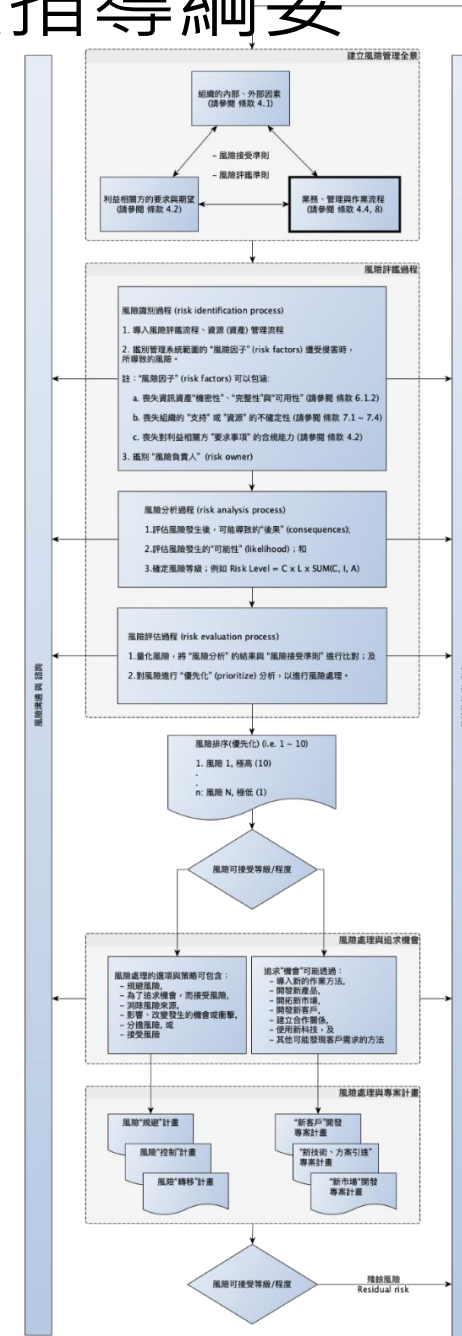 指導綱要
建立風險管理全景
組織的內部、外部因素
(請參閱 條款 4.1)
– 風險接受準則
– 風險評鑑準則
利益相關方的要求與期望
(請參閱 條款 4.2)
業務、管理與作業流程
(請參閱 條款 4.4, 8)
風險評鑑過程
風險識別過程 (risk identification process)
1. 導入風險評鑑流程、資源 (資產) 管理流程
2. 鑑別管理系統範圍的 "風險因子" (risk factors) 遭受侵害時，
所導致的風險。
註："風險因子" (risk factors) 可以包涵:
a. 喪失資訊資產"機密性"、"完整性"與"可用性" (請參閱 條款 6.1.2)
b. 喪失組織的 "支持" 或 "資源" 的不確定性 (請參閱 條款 7.1 ~ 7.4)
c. 喪失對利益相關方 "要求事項" 的合規能力 (請參閱 條款 4.2)
3. 鑑別 "風險負責人" (risk owner)
風險分析過程 (risk analysis process)
1.評估風險發生後，可能導致的"後果" (consequences);
2.評估風險發生的"可能性" (likelihood)；和
3.確定風險等級；例如 Risk Level = C x L x SUM(C, I, A)
風險評估過程 (risk evaluation process)
1.量化風險，將 "風險分析" 的結果與 "風險接受準則" 進行比對；及
2.對風險進行 "優先化" (prioritize) 分析，以進行風險處理。
風險溝通 與 諮詢
風險排序(優先化) (i.e. 1 ~ 10)
1. 風險 1, 極高 (10)
.
.
n: 風險 N, 極低 (1)
風險可接受等級/程度
風險處理與追求機會
風險處理的選項與策略可包含：
– 規避風險,
– 為了追求機會，而接受風險,
– 消除風險來源,
– 影響、改變發生的機會或衝擊,
– 分擔風險, 或
– 接受風險
追求"機會"可能透過：
– 導入新的作業方法,
– 開發新產品,
– 開拓新市場,
– 開發新客戶,
– 建立合作關係,
– 使用新科技，及
– 其他可能發現客戶需求的方法
風險處理與專案計畫
風險"規避"計畫
風險"控制"計畫
風險"轉移"計畫
"新客戶"開發
專案計畫
"新技術、方案引進"
專案計畫
"新市場"開發
專案計畫
風險可接受等級/程度
殘餘風險
Residual risk